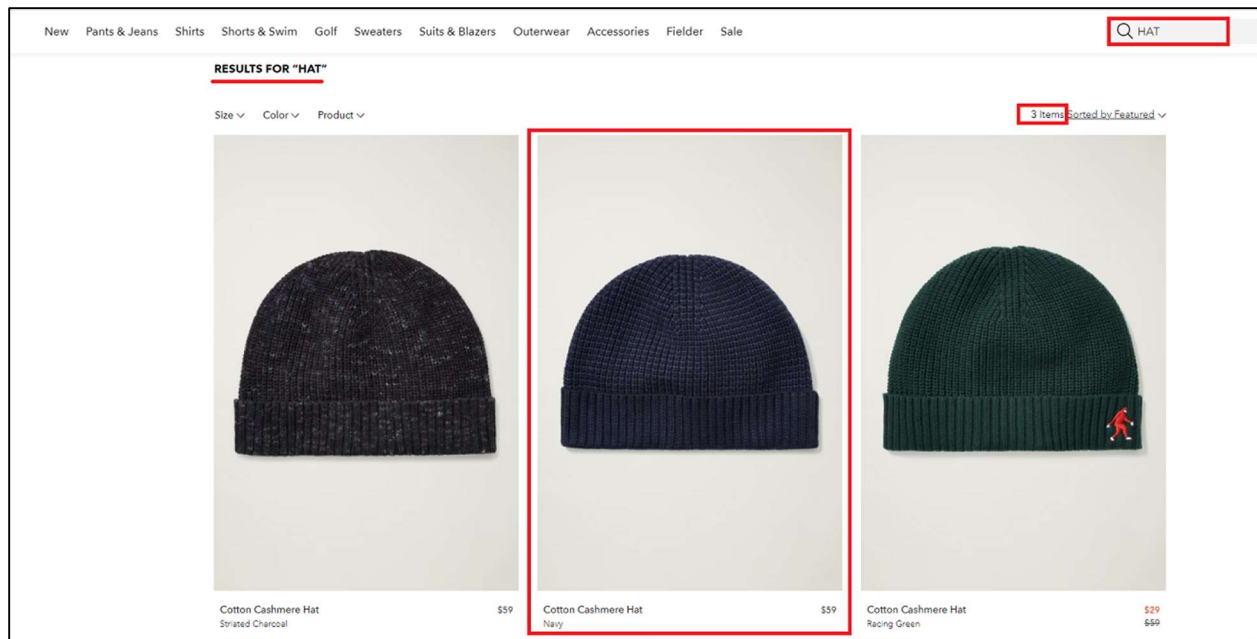 New Pants & Jeans Shirts Shorts & Swim Golf Sweaters Suits & Blazers Outerwear Accessories Fielder Sale HAT
RESULTS FOR "HAT"
Size Color Product 3 Items Sorted by Featured
Cotton Cashmere Hat $59 Cotton Cashmere Hat $59 Cotton Cashmere Hat $29
Striated Charcoal Navy Racing Green $59